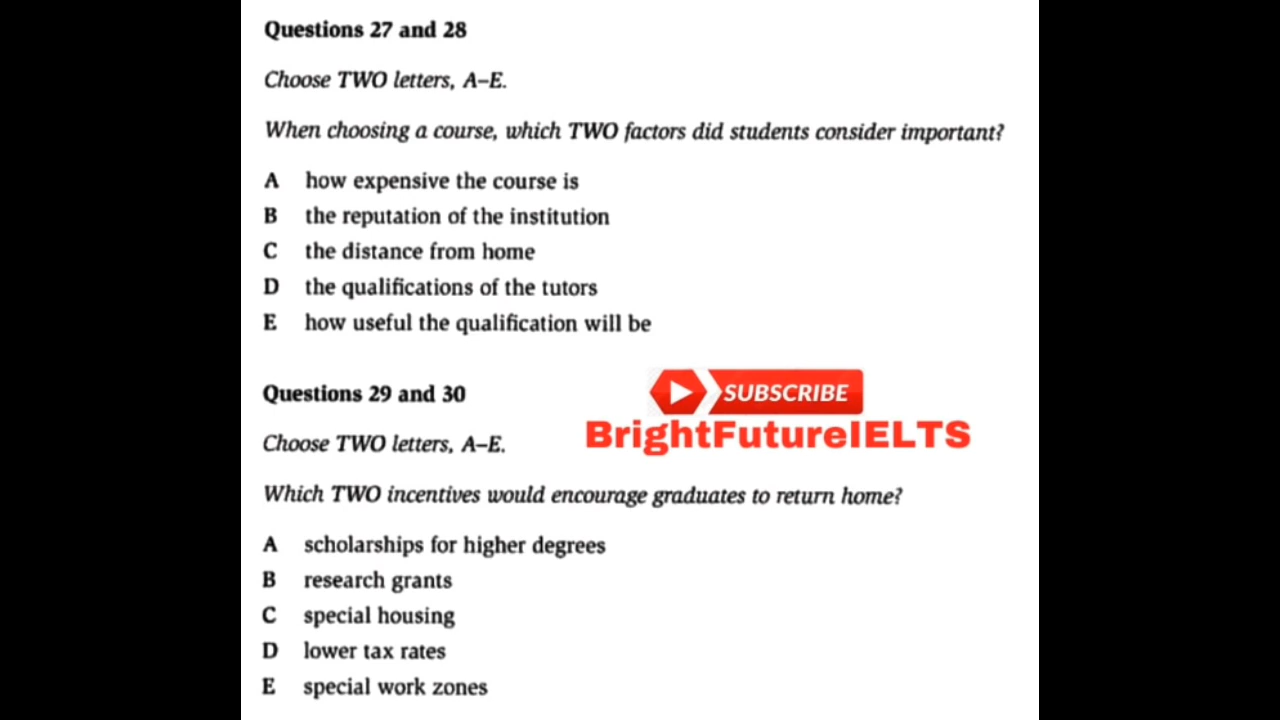 Questions 27 and 28
Choose TWO letters, A–E.
When choosing a course, which TWO factors did students consider important?
A how expensive the course is
B the reputation of the institution
C the distance from home
D the qualifications of the tutors
E how useful the qualification will be
Questions 29 and 30
SUBSCRIBE
BrightFutureIELTS
Choose TWO letters, A–E.
Which TWO incentives would encourage graduates to return home?
A scholarships for higher degrees
B research grants
C special housing
D lower tax rates
E special work zones